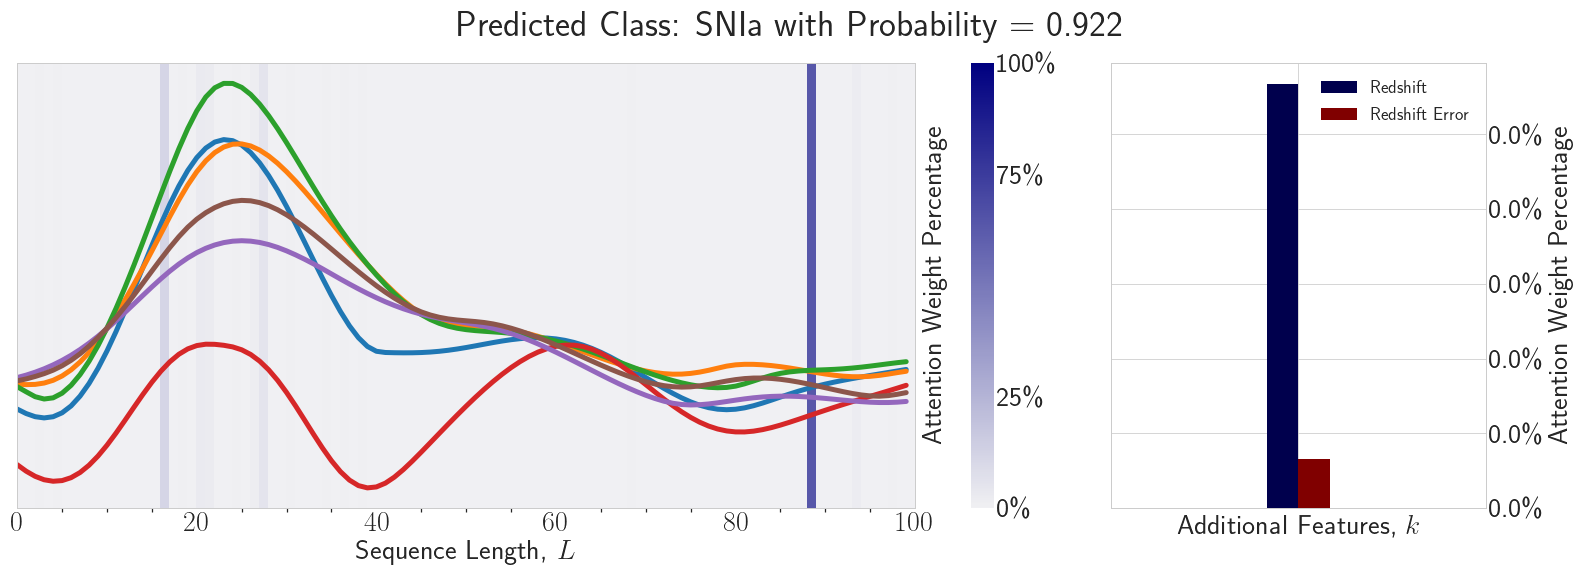 Predicted Class: SNIa with Probability = 0.922
0 20 40 60 80 100
Sequence Length, L
100%
75%
25%
0%
Attention Weight Percentage
Redshift
Redshift Error
0.0%
0.0%
0.0%
0.0%
0.0%
0.0%
Attention Weight Percentage
Additional Features, k